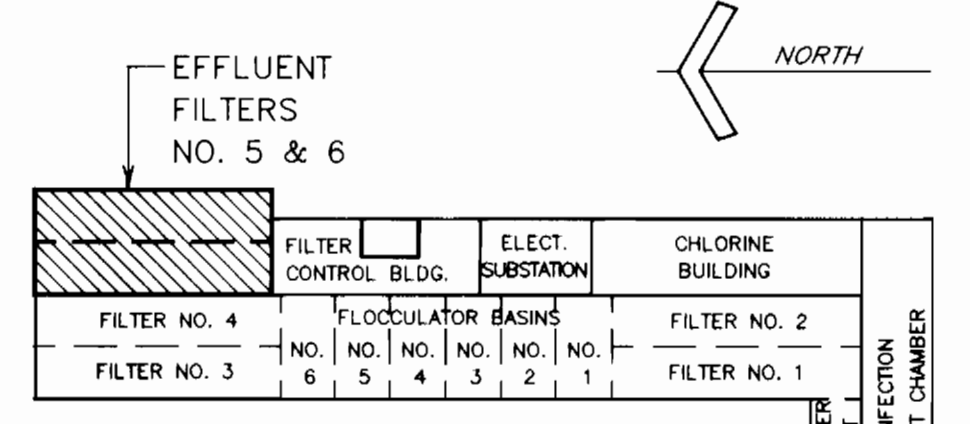 NORTH
EFFLUENT
FILTERS
NO. 5 & 6
FILTER
CONTROL BLDG.
ELECT.
SUBSTATION
CHLORINE
BUILDING
FILTER NO. 4
FLOCCULATOR BASINS
FILTER NO. 2
FILTER NO. 3
NO.
6
NO.
5
NO.
4
NO.
3
NO.
2
NO.
1
FILTER NO. 1
CHAMBER